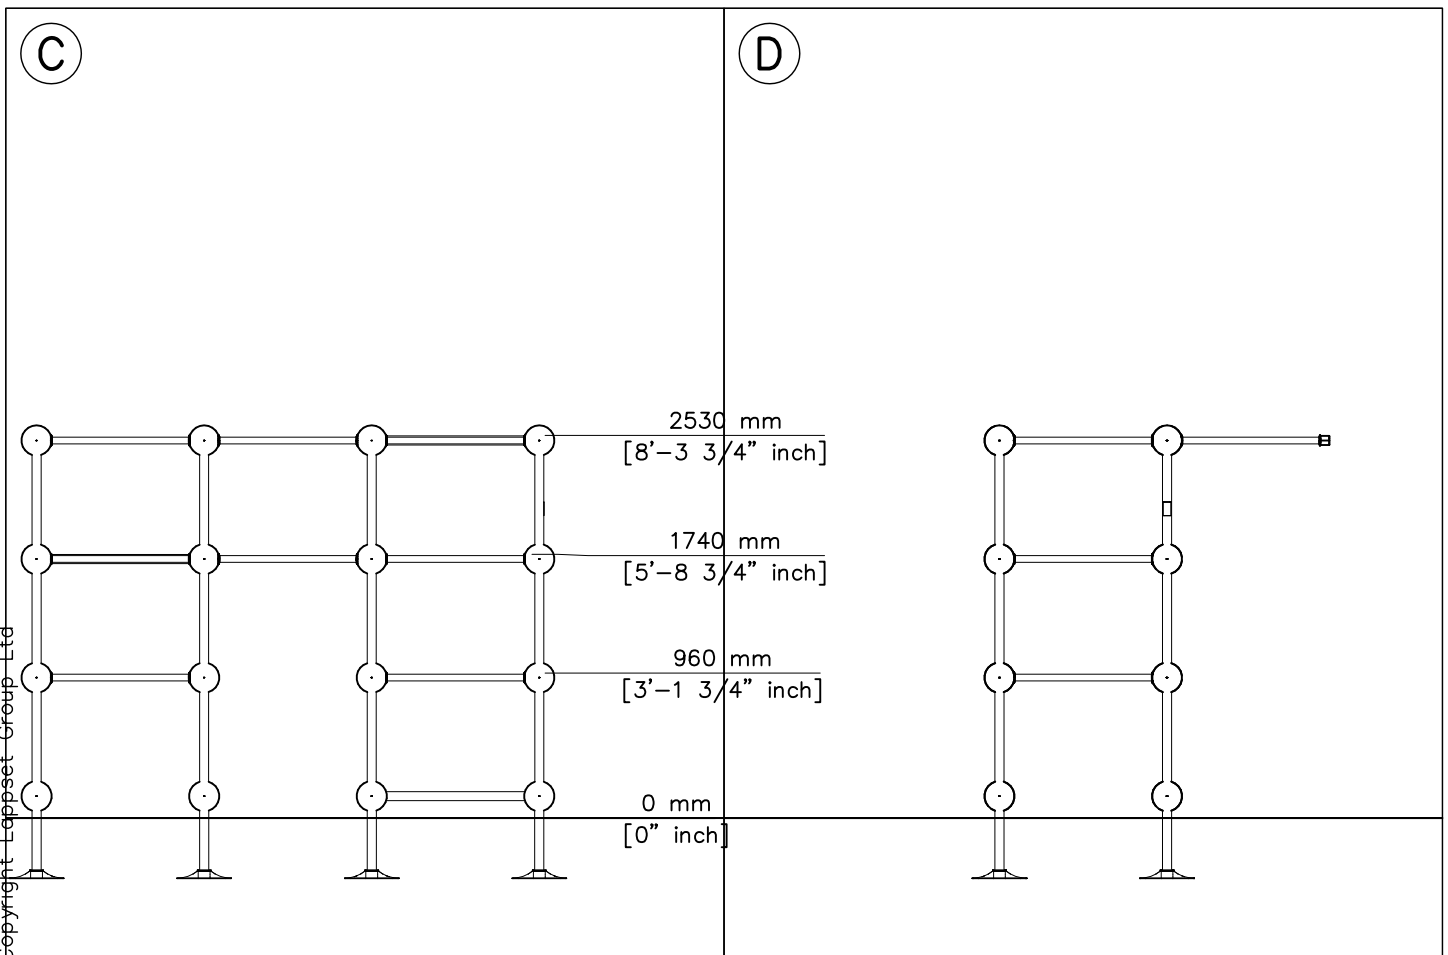 C
D
2530 mm
[8'-3 3/4" inch]
1740 mm
[5'-8 3/4" inch]
960 mm
[3'-1 3/4" inch]
0 mm
[0" inch]
opyright Lappset Group Ltd